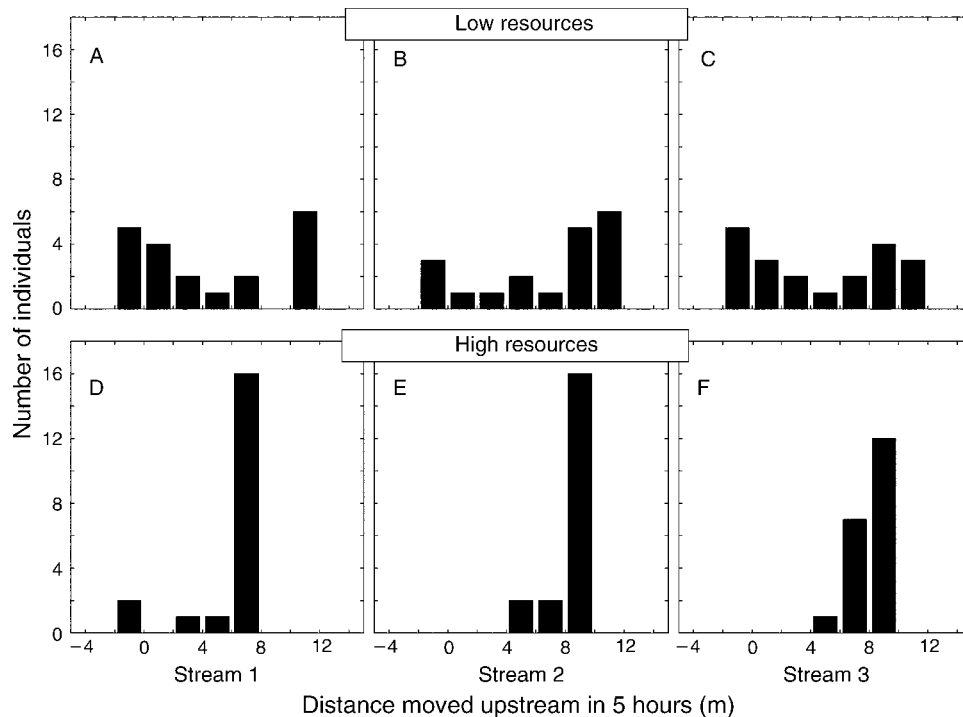 Low resources
16
12
8
4
0
A
B
C
Number of individuals
High resources
16
12
8
4
0
D
E
F
−4 0 4 8 12
−4 0 4 8 12
−4 0 4 8 12
Stream 1
Stream 2
Stream 3
Distance moved upstream in 5 hours (m)